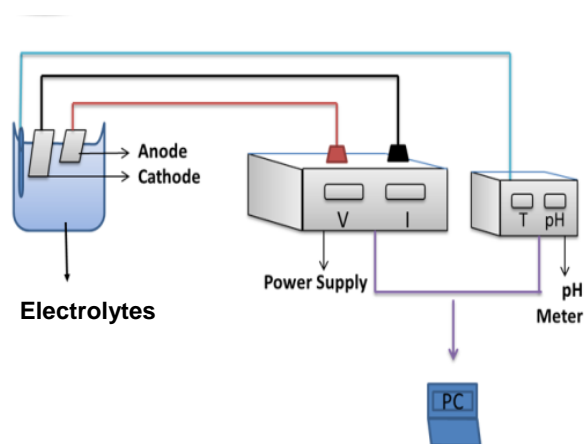 Anode
Cathode
V I
T pH
Power Supply
pH
Meter
Electrolytes
PC